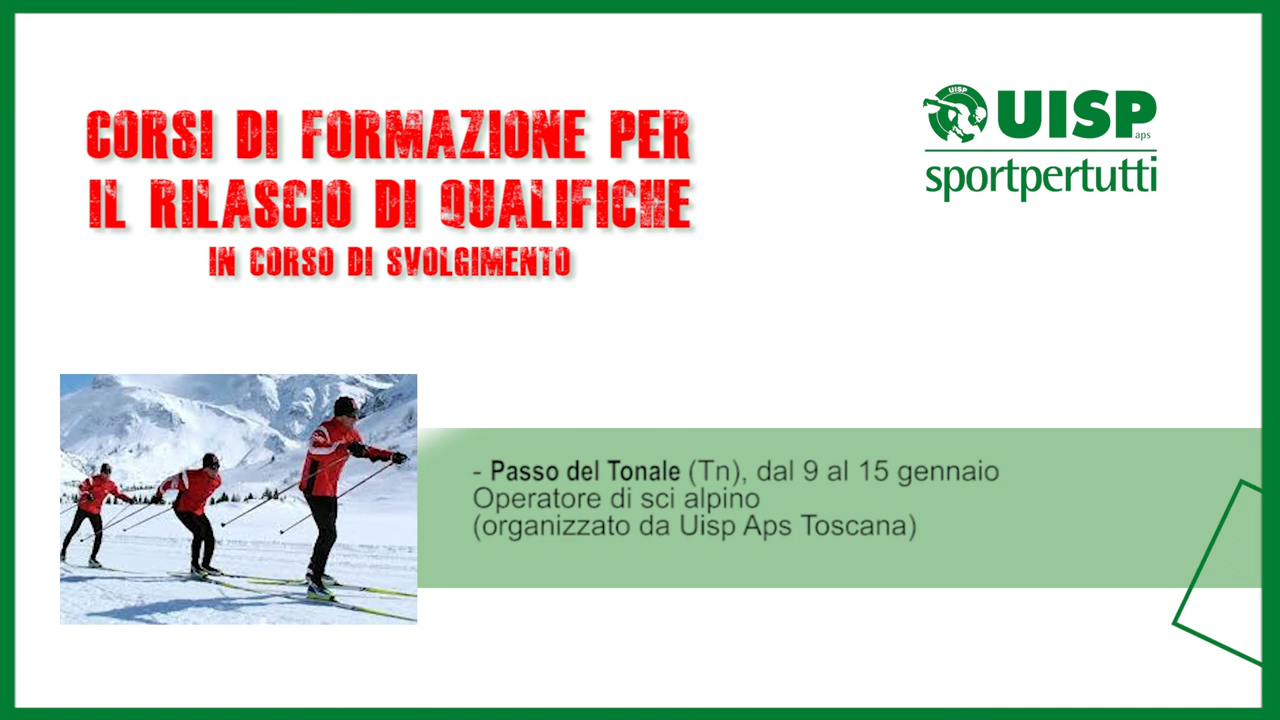 CORSI DI FORMAZIONE PER
IL RILASCIO DI QUALIFICHE
IN CORSO DI SVOLGIMENTO
UISP
UISP
aps
sportpertutti
- Passo del Tonale (Tn), dal 9 al 15 gennaio
Operatore di sci alpino
(organizzato da Uisp Aps Toscana)